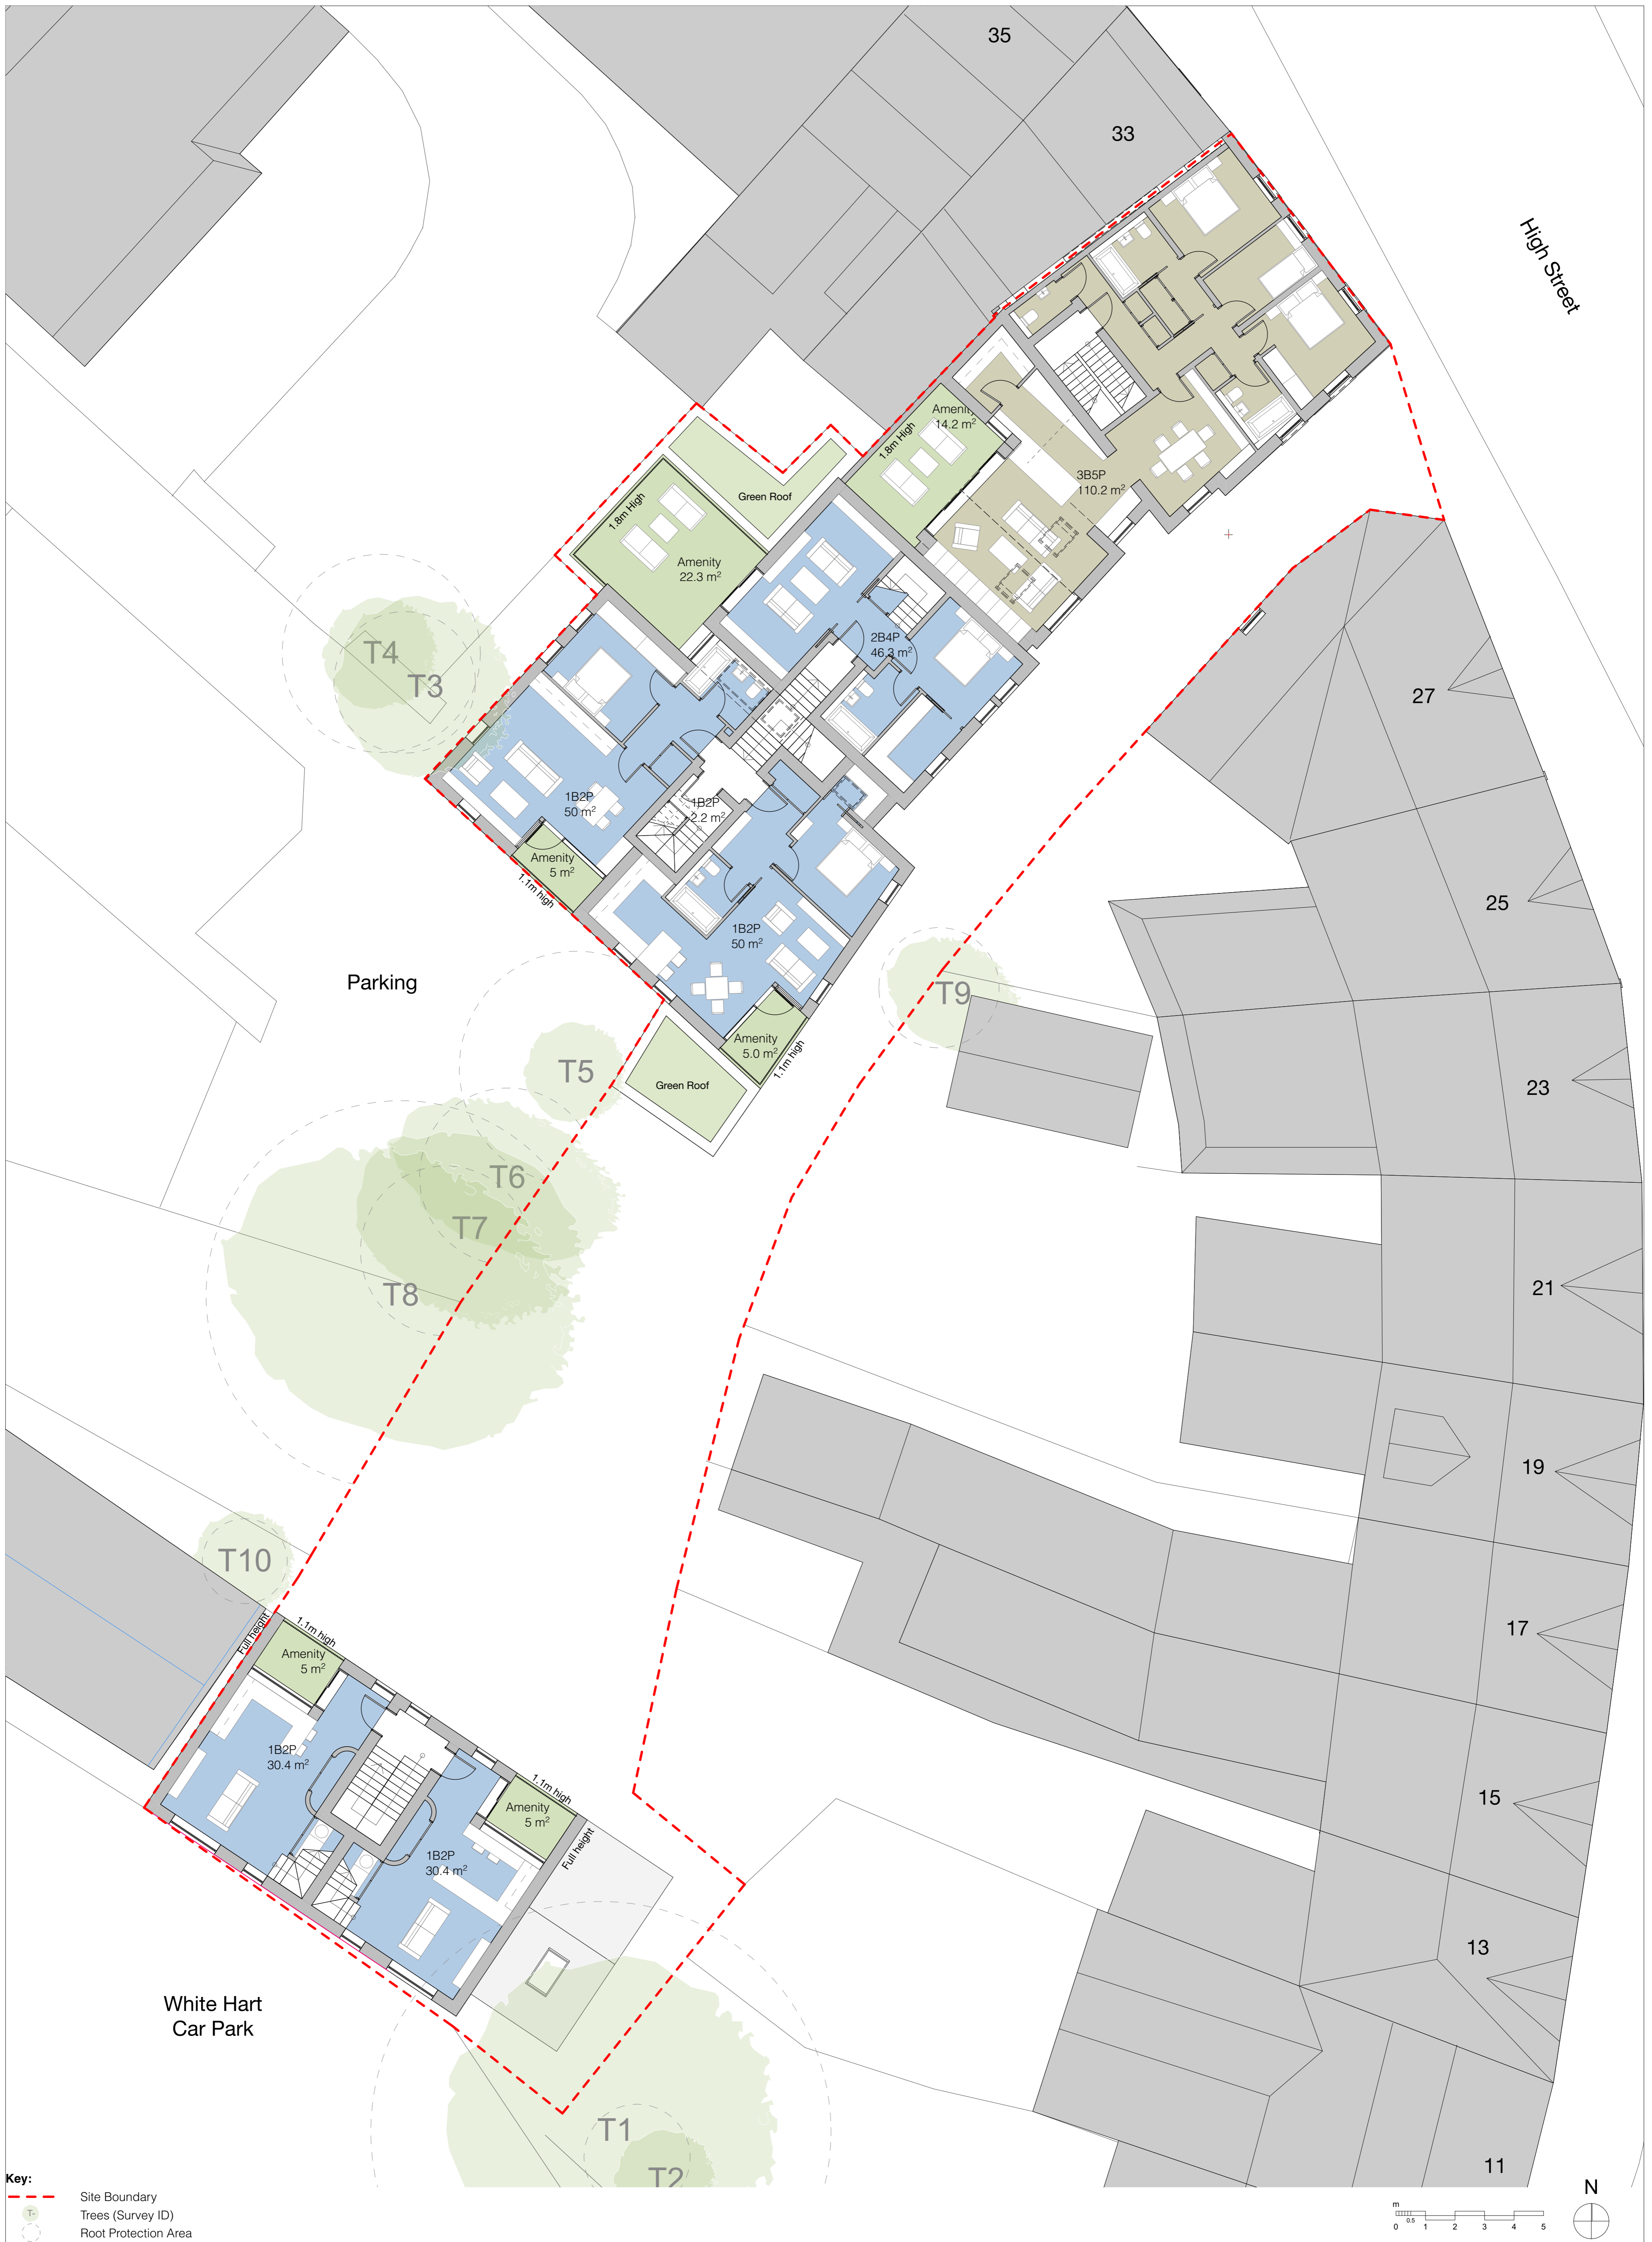 35
33
High Street
Amenity
14.2 m²
1.8m High
3B5P
110.2 m²
Green Roof
1.8m High
Amenity
22.3 m²
2B4P
46.3 m²
T4
T3
27
1B2P
50 m²
1B2P
2.2 m²
Amenity
5 m²
1.1m high
25
1B2P
50 m²
Parking
T9
Amenity
5.0 m²
1.1m high
T5
Green Roof
23
T6
T7
T8
21
19
T10
Full height
1.1m high
Amenity
5 m²
17
1B2P
30.4 m²
1.1m high
Amenity
5 m²
Full height
15
1B2P
30.4 m²
13
White Hart
Car Park
T1
T2
11
Key:
Site Boundary
T-
Trees (Survey ID)
Root Protection Area
N
m
0 0.5 1 2 3 4 5